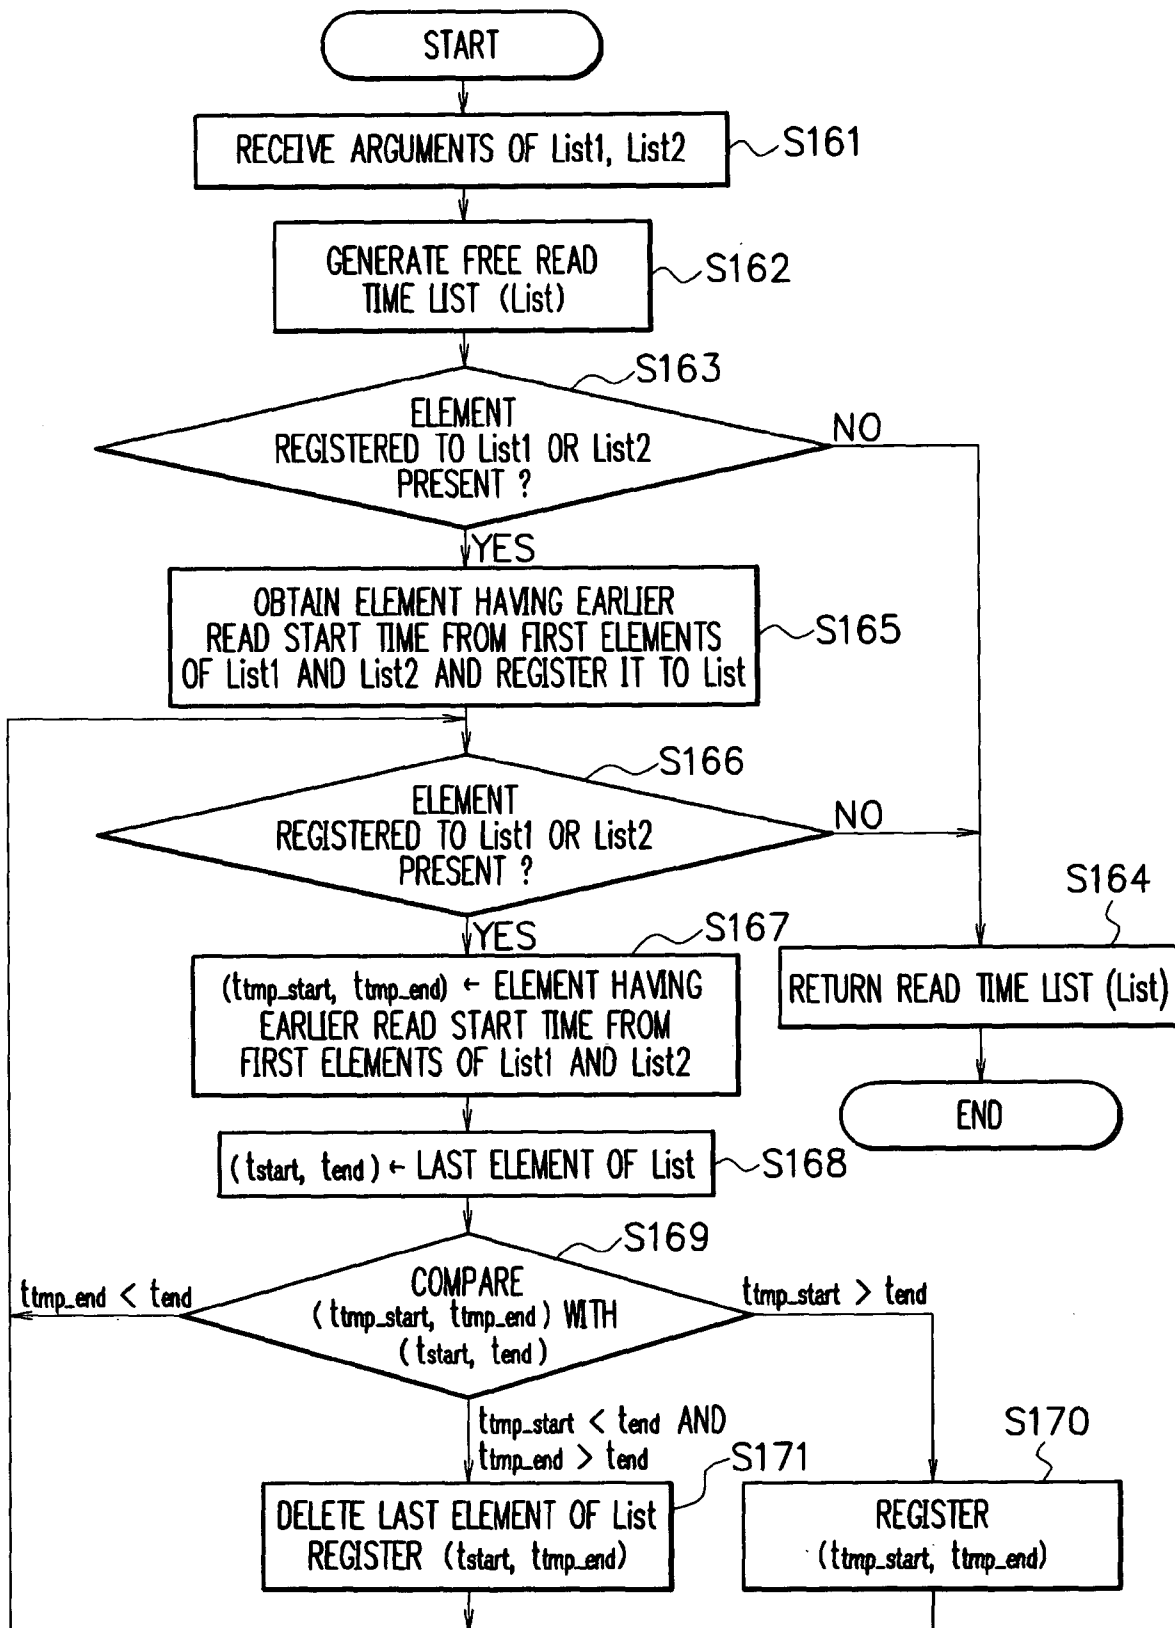 START
RECEIVE ARGUMENTS OF List1, List2
S161
GENERATE FREE READ
TIME LIST (List)
S162
S163
ELEMENT
REGISTERED TO List1 OR List2
PRESENT ?
NO
YES
OBTAIN ELEMENT HAVING EARLIER
READ START TIME FROM FIRST ELEMENTS
OF List1 AND List2 AND REGISTER IT TO List
S165
S166
ELEMENT
REGISTERED TO List1 OR List2
PRESENT ?
NO
YES
S167
(ttmp_start, ttmp_end) ← ELEMENT HAVING
EARLIER READ START TIME FROM
FIRST ELEMENTS OF List1 AND List2
S164
RETURN READ TIME LIST (List)
END
(tstart, tend) ← LAST ELEMENT OF List
S168
S169
COMPARE
(ttmp_start, ttmp_end) WITH
(tstart, tend)
ttmp_end < tend
ttmp_start > tend
ttmp_start < tend AND
ttmp_end > tend
S171
DELETE LAST ELEMENT OF List
REGISTER (tstart, ttmp_end)
S170
REGISTER
(ttmp_start, ttmp_end)